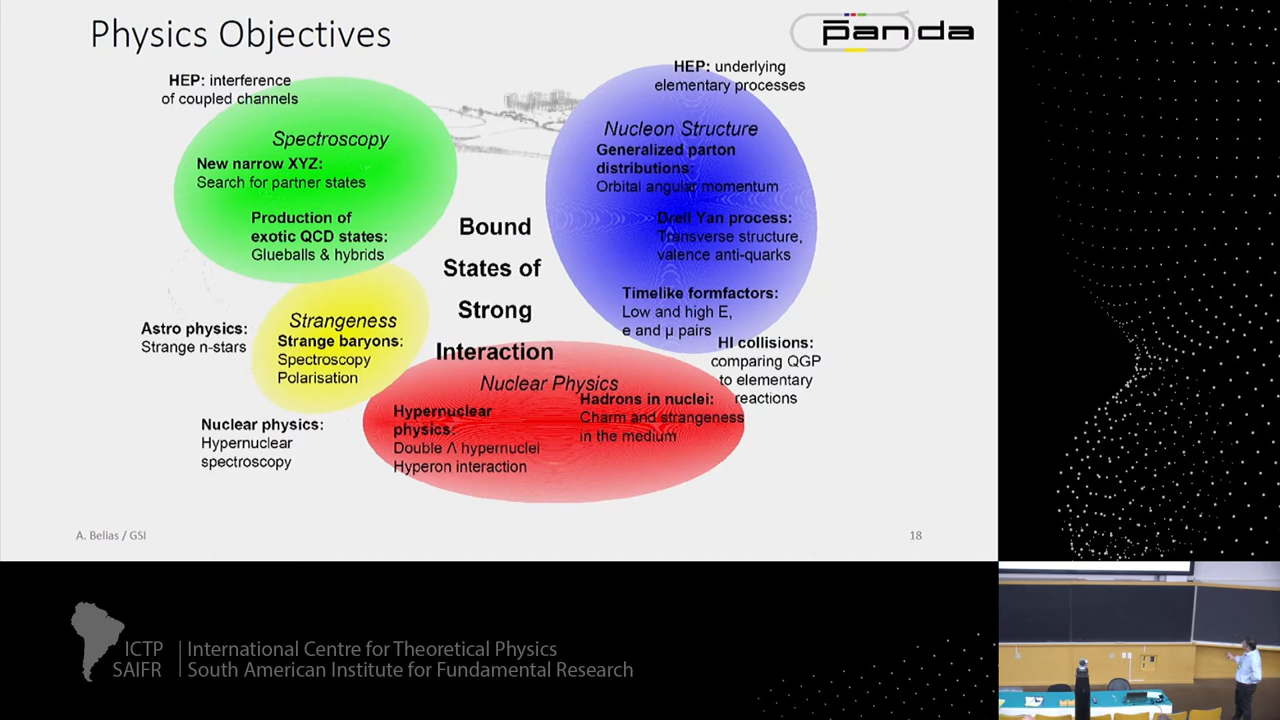 Physics Objectives
panda
HEP: interference
of coupled channels
HEP: underlying
elementary processes
Spectroscopy
New narrow XYZ:
Search for partner states
Production of
exotic QCD states:
Glueballs & hybrids
Nucleon Structure
Generalized parton
distributions:
Orbital angular momentum
Drell Yan process:
Transverse structure,
valence anti-quarks
Timelike formfactors:
Low and high E,
e and μ pairs
Bound
States of
Strong
Interaction
Astro physics:
Strange n-stars
Strangeness
Strange baryons:
Spectroscopy
Polarisation
HI collisions:
comparing QGP
to elementary
reactions
Nuclear Physics
Hypernuclear
physics:
Double Λ hypernuclei
Hyperon interaction
Hadrons in nuclei:
Charm and strangeness
in the medium
Nuclear physics:
Hypernuclear
spectroscopy
A. Belias / GSI
18
ICTP
SAIFR
International Centre for Theoretical Physics
South American Institute for Fundamental Research